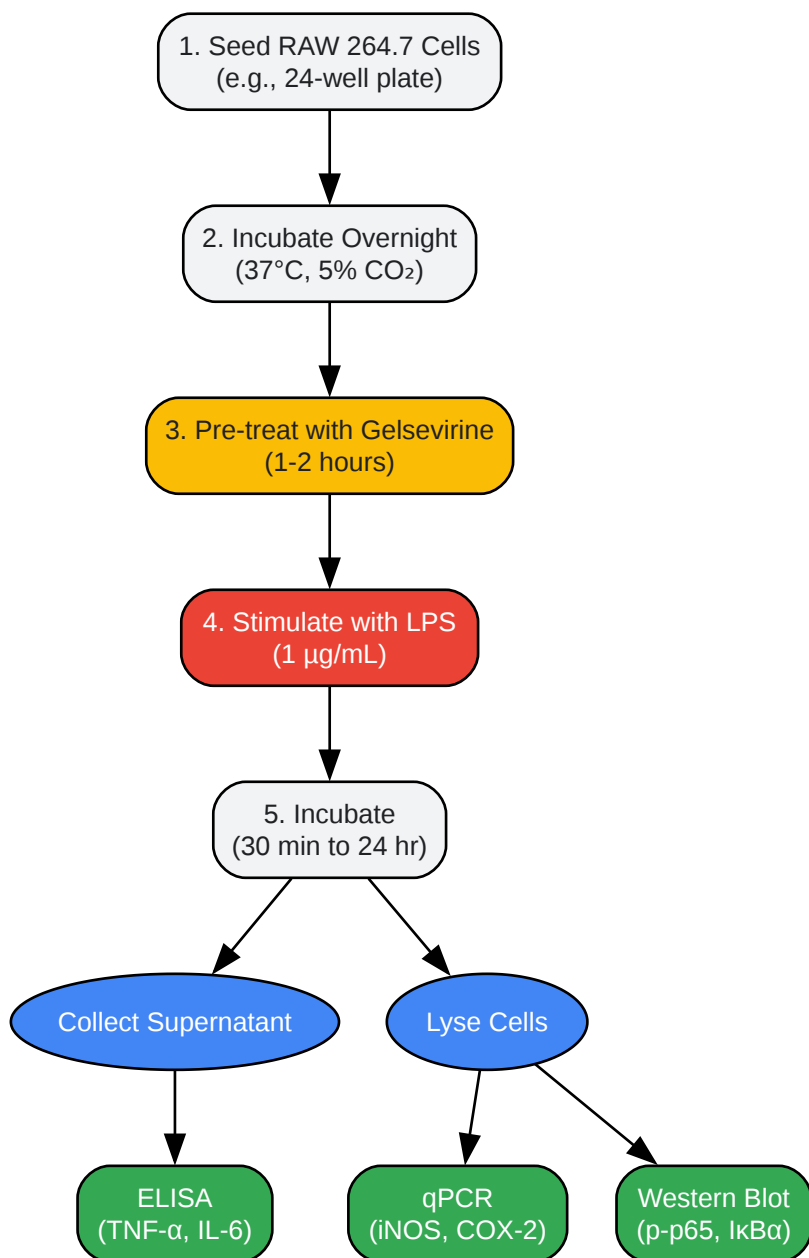 1. Seed RAW 264.7 Cells
(e.g., 24-well plate)
2. Incubate Overnight
(37°C, 5% CO₂)
3. Pre-treat with Gelsevirine
(1-2 hours)
4. Stimulate with LPS
(1 µg/mL)
5. Incubate
(30 min to 24 hr)
Collect Supernatant
Lyse Cells
ELISA
(TNF-α, IL-6)
qPCR
(iNOS, COX-2)
Western Blot
(p-p65, IκBα)